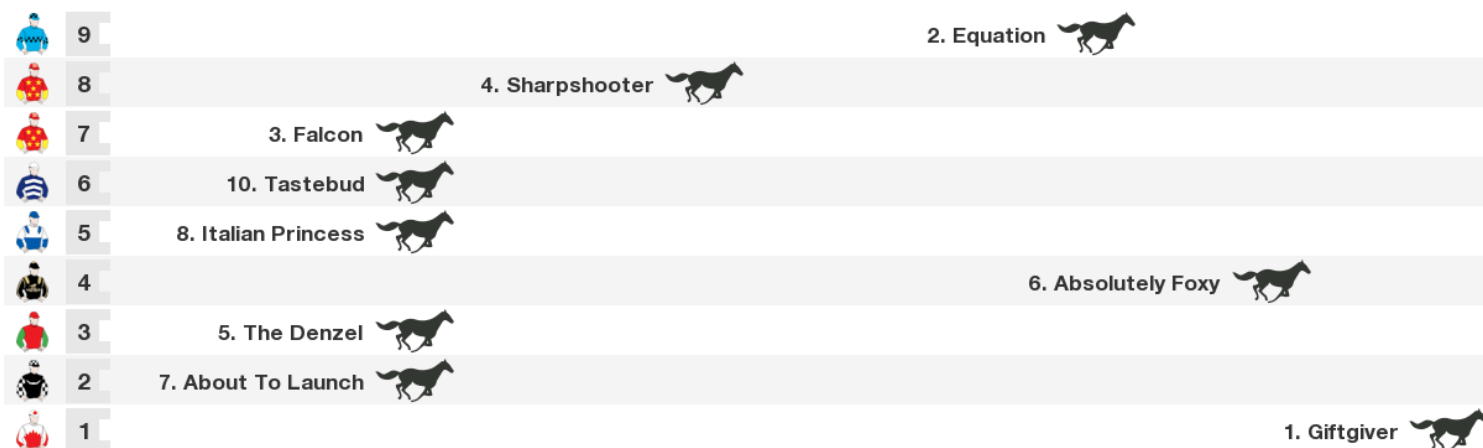 9 2. Equation
8 4. Sharpshooter
7 3. Falcon
6 10. Tastebud
5 8. Italian Princess
4 6. Absolutely Foxy
3 5. The Denzel
2 7. About To Launch
1 1. Giftgiver